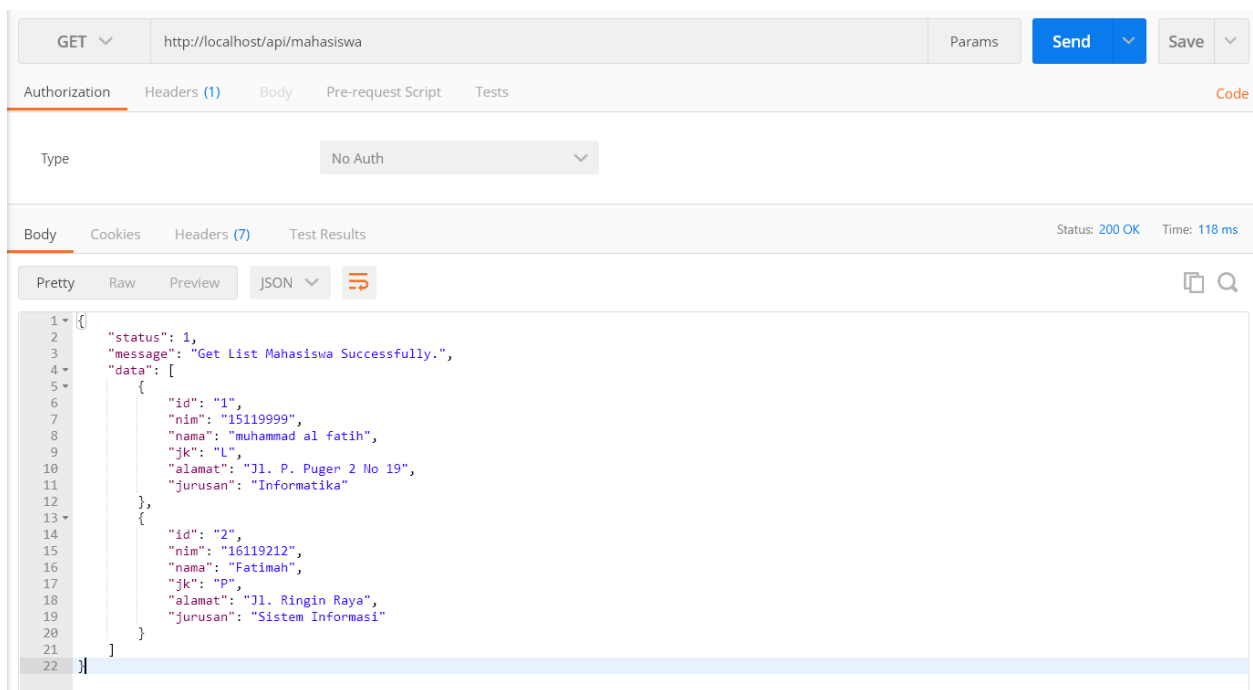 GET http://localhost/api/mahasiswa Params Send Save
Authorization Headers (1) Body Pre-request Script Tests Code
Type No Auth
Body Cookies Headers (7) Test Results Status: 200 OK Time: 118 ms
Pretty Raw Preview JSON
1 {
2 "status": 1,
3 "message": "Get List Mahasiswa Successfully.",
4 "data": [
5 {
6 "id": "1",
7 "nim": "15119999",
8 "nama": "muhammad al fatih",
9 "jk": "L",
10 "alamat": "Jl. P. Puger 2 No 19",
11 "jurusan": "Informatika"
12 },
13 {
14 "id": "2",
15 "nim": "16119212",
16 "nama": "Fatimah",
17 "jk": "P",
18 "alamat": "Jl. Ringin Raya",
19 "jurusan": "Sistem Informasi"
20 }
21 ]
22 }